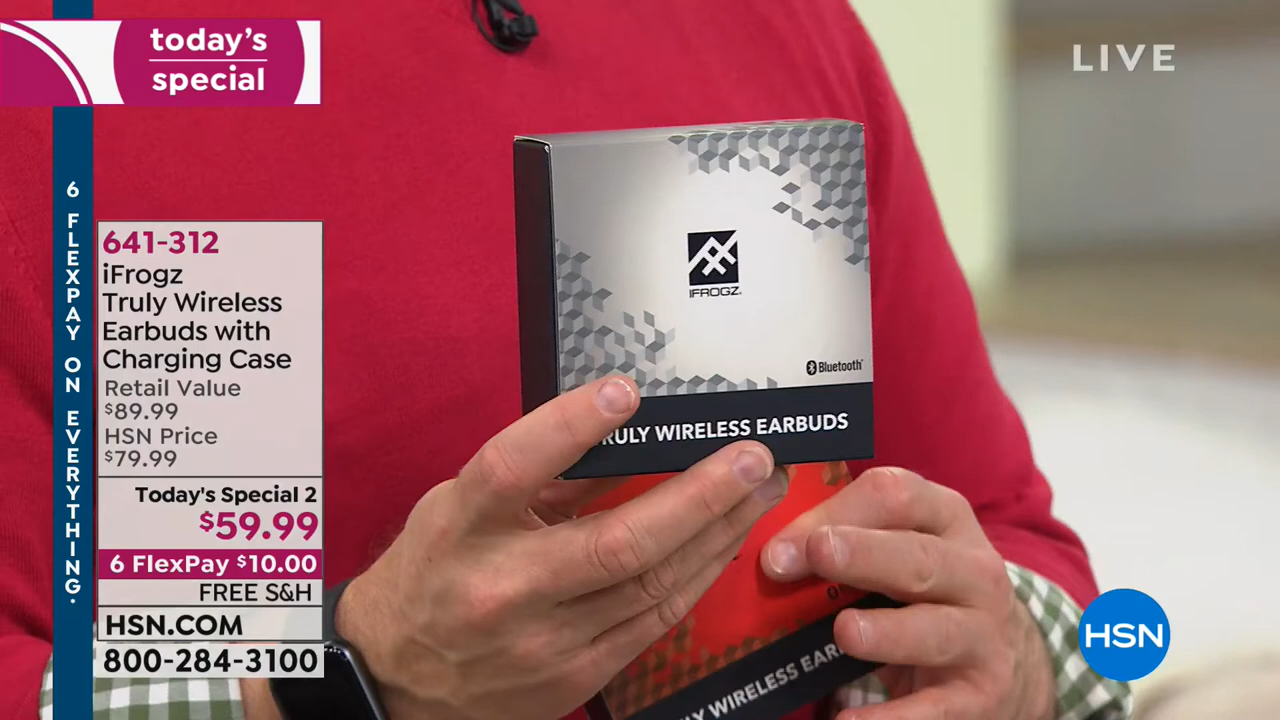 today's
special
LIVE
6 FLEXPAY ON EVERYTHING.
641-312
iFrogz
Truly Wireless
Earbuds with
Charging Case
Retail Value
$89.99
HSN Price
$79.99
Today's Special 2
$59.99
6 FlexPay $10.00
FREE S&H
HSN.COM
800-284-3100
IFROGZ.
Bluetooth
RULY WIRELESS EARBUDS
LY WIRELESS EAR
HSN